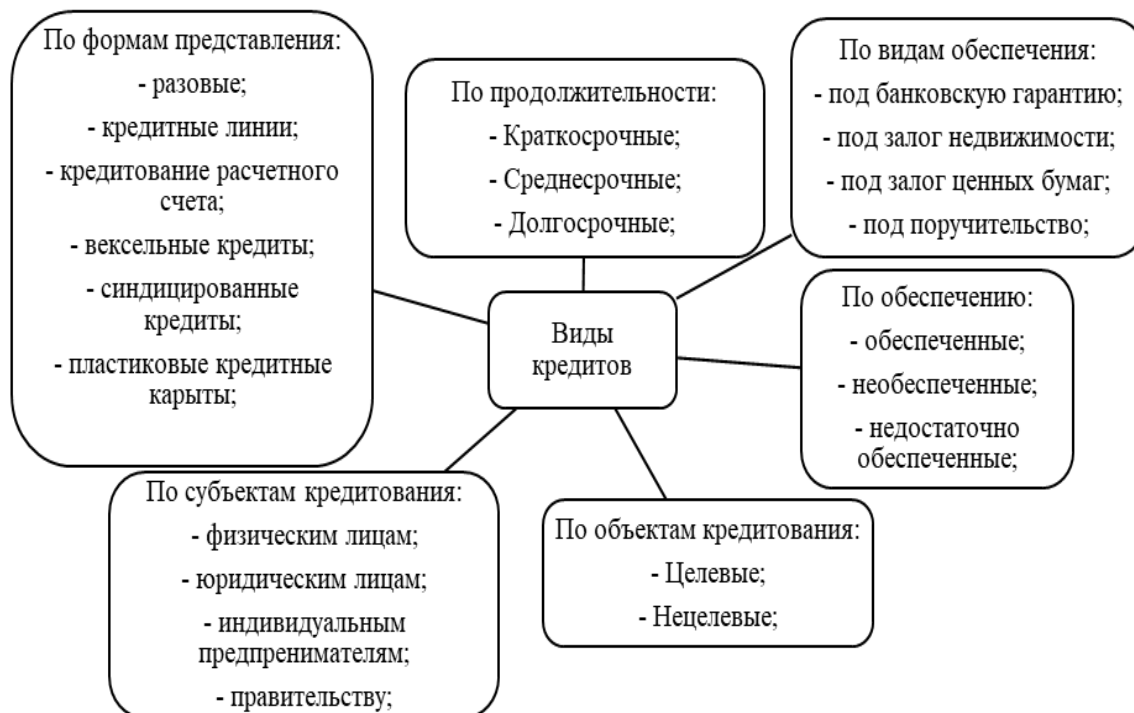 По формам представления:
- разовые;
- кредитные линии;
- кредитование расчетного
счета;
- вексельные кредиты;
- синдицированные
кредиты;
- пластиковые кредитные
карыты;
По продолжительности:
- Краткосрочные;
- Среднесрочные;
- Долгосрочные;
По видам обеспечения:
- под банковскую гарантию;
- под залог недвижимости;
- под залог ценных бумаг;
- под поручительство;
Виды
кредитов
По обеспечению:
- обеспеченные;
- необеспеченные;
- недостаточно
обеспеченные;
По субъектам кредитования:
- физическим лицам;
- юридическим лицам;
- индивидуальным
предпренимателям;
- правительству;
По объектам кредитования:
- Целевые;
- Нецелевые;